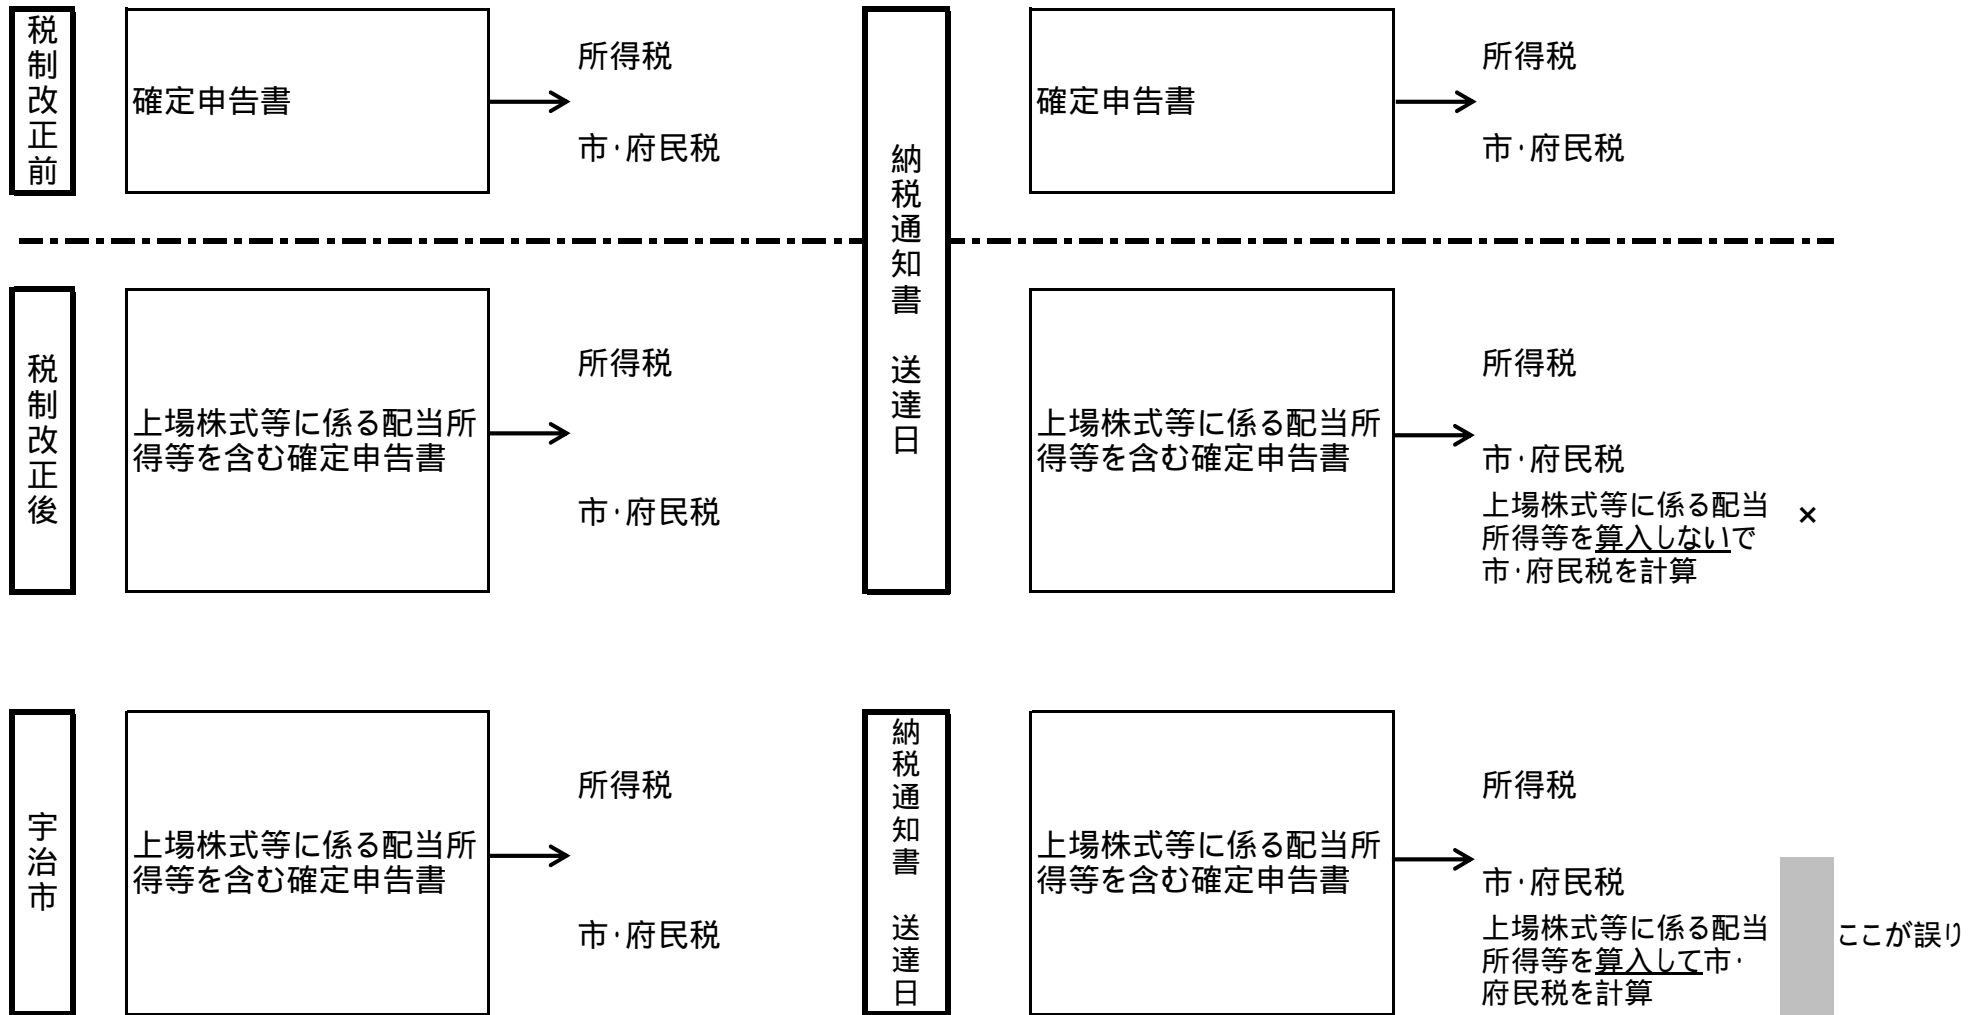 税制改正前
確定申告書
所得税
市・府民税
納税通知書　送達日
確定申告書
所得税
市・府民税
税制改正後
上場株式等に係る配当所
得等を含む確定申告書
所得税
市・府民税
上場株式等に係る配当所
得等を含む確定申告書
所得税
市・府民税
上場株式等に係る配当
所得等を算入しないで
市・府民税を計算
×
宇治市
上場株式等に係る配当所
得等を含む確定申告書
所得税
市・府民税
納税通知書　送達日
上場株式等に係る配当所
得等を含む確定申告書
所得税
市・府民税
上場株式等に係る配当
所得等を算入して市・
府民税を計算
ここが誤り